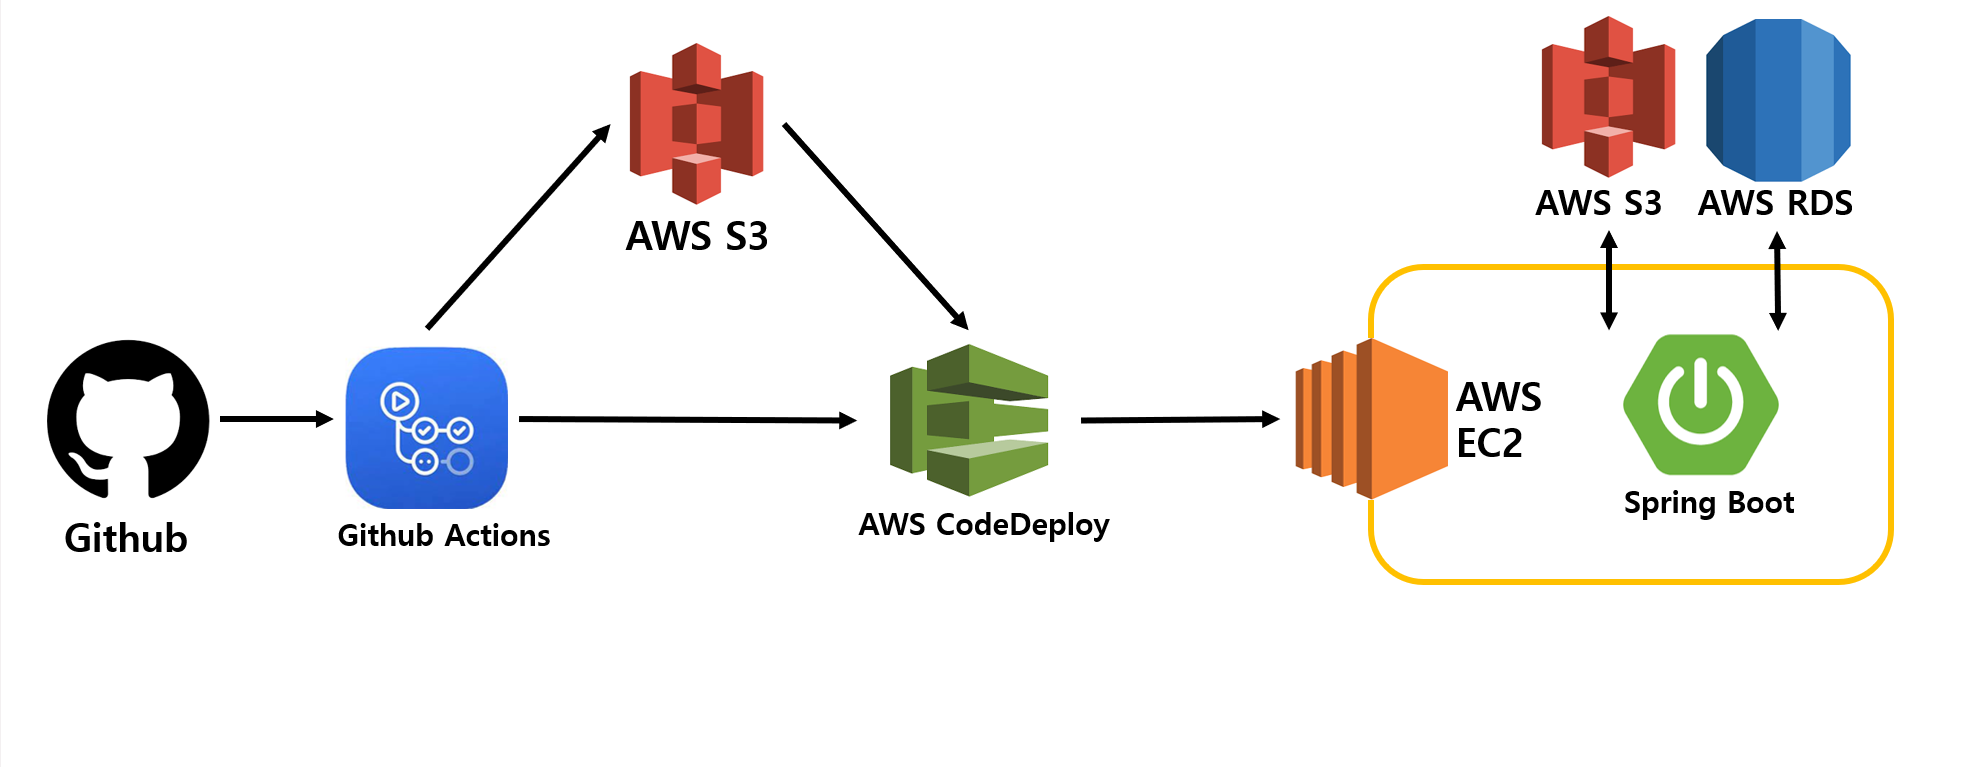 AWS S3
AWS S3
AWS RDS
Github
Github Actions
AWS CodeDeploy
AWS
EC2
Spring Boot